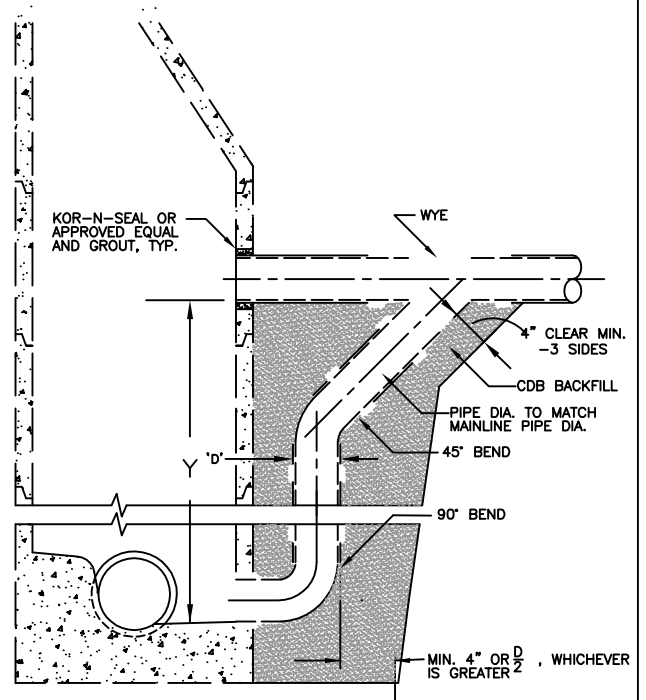 WYE
KOR-N-SEAL OR
APPROVED EQUAL
AND GROUT, TYP.
4" CLEAR MIN.
-3 SIDES
CDB BACKFILL
PIPE DIA. TO MATCH
MAINLINE PIPE DIA.
45° BEND
'D'
Y
90° BEND
MIN. 4" OR D/2 , WHICHEVER
IS GREATER